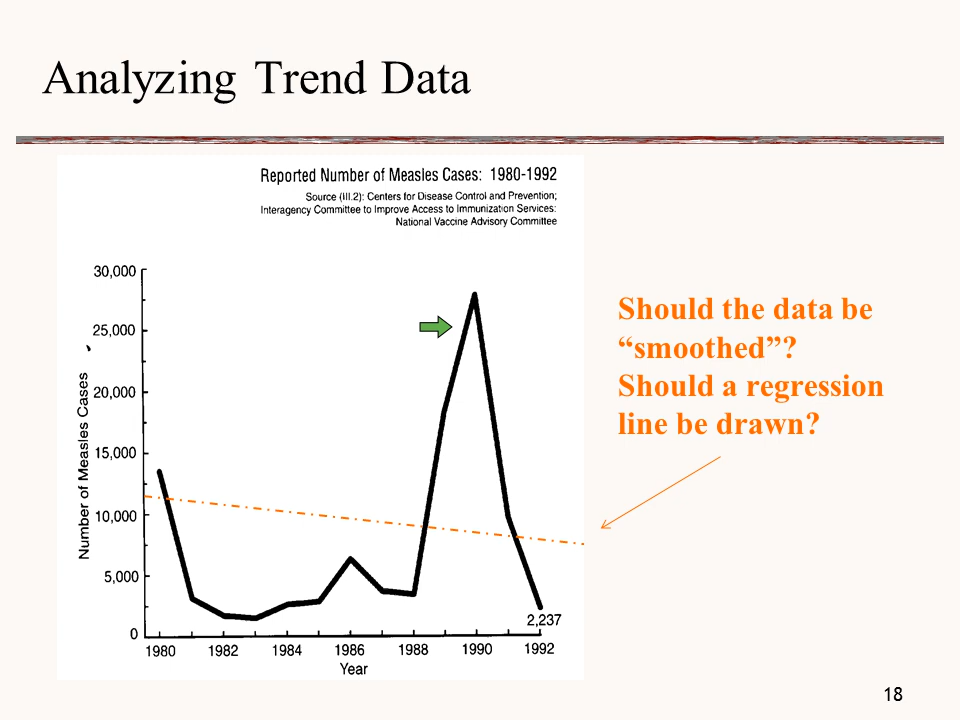 Analyzing Trend Data
Reported Number of Measles Cases: 1980-1992
Source (III.2): Centers for Disease Control and Prevention;
Interagency Committee to Improve Access to Immunization Services:
National Vaccine Advisory Committee
Number of Measles Cases
30,000
25,000
20,000
15,000
10,000
5,000
0
2,237
1980 1982 1984 1986 1988 1990 1992
Year
Should the data be
“smoothed”?
Should a regression
line be drawn?
18